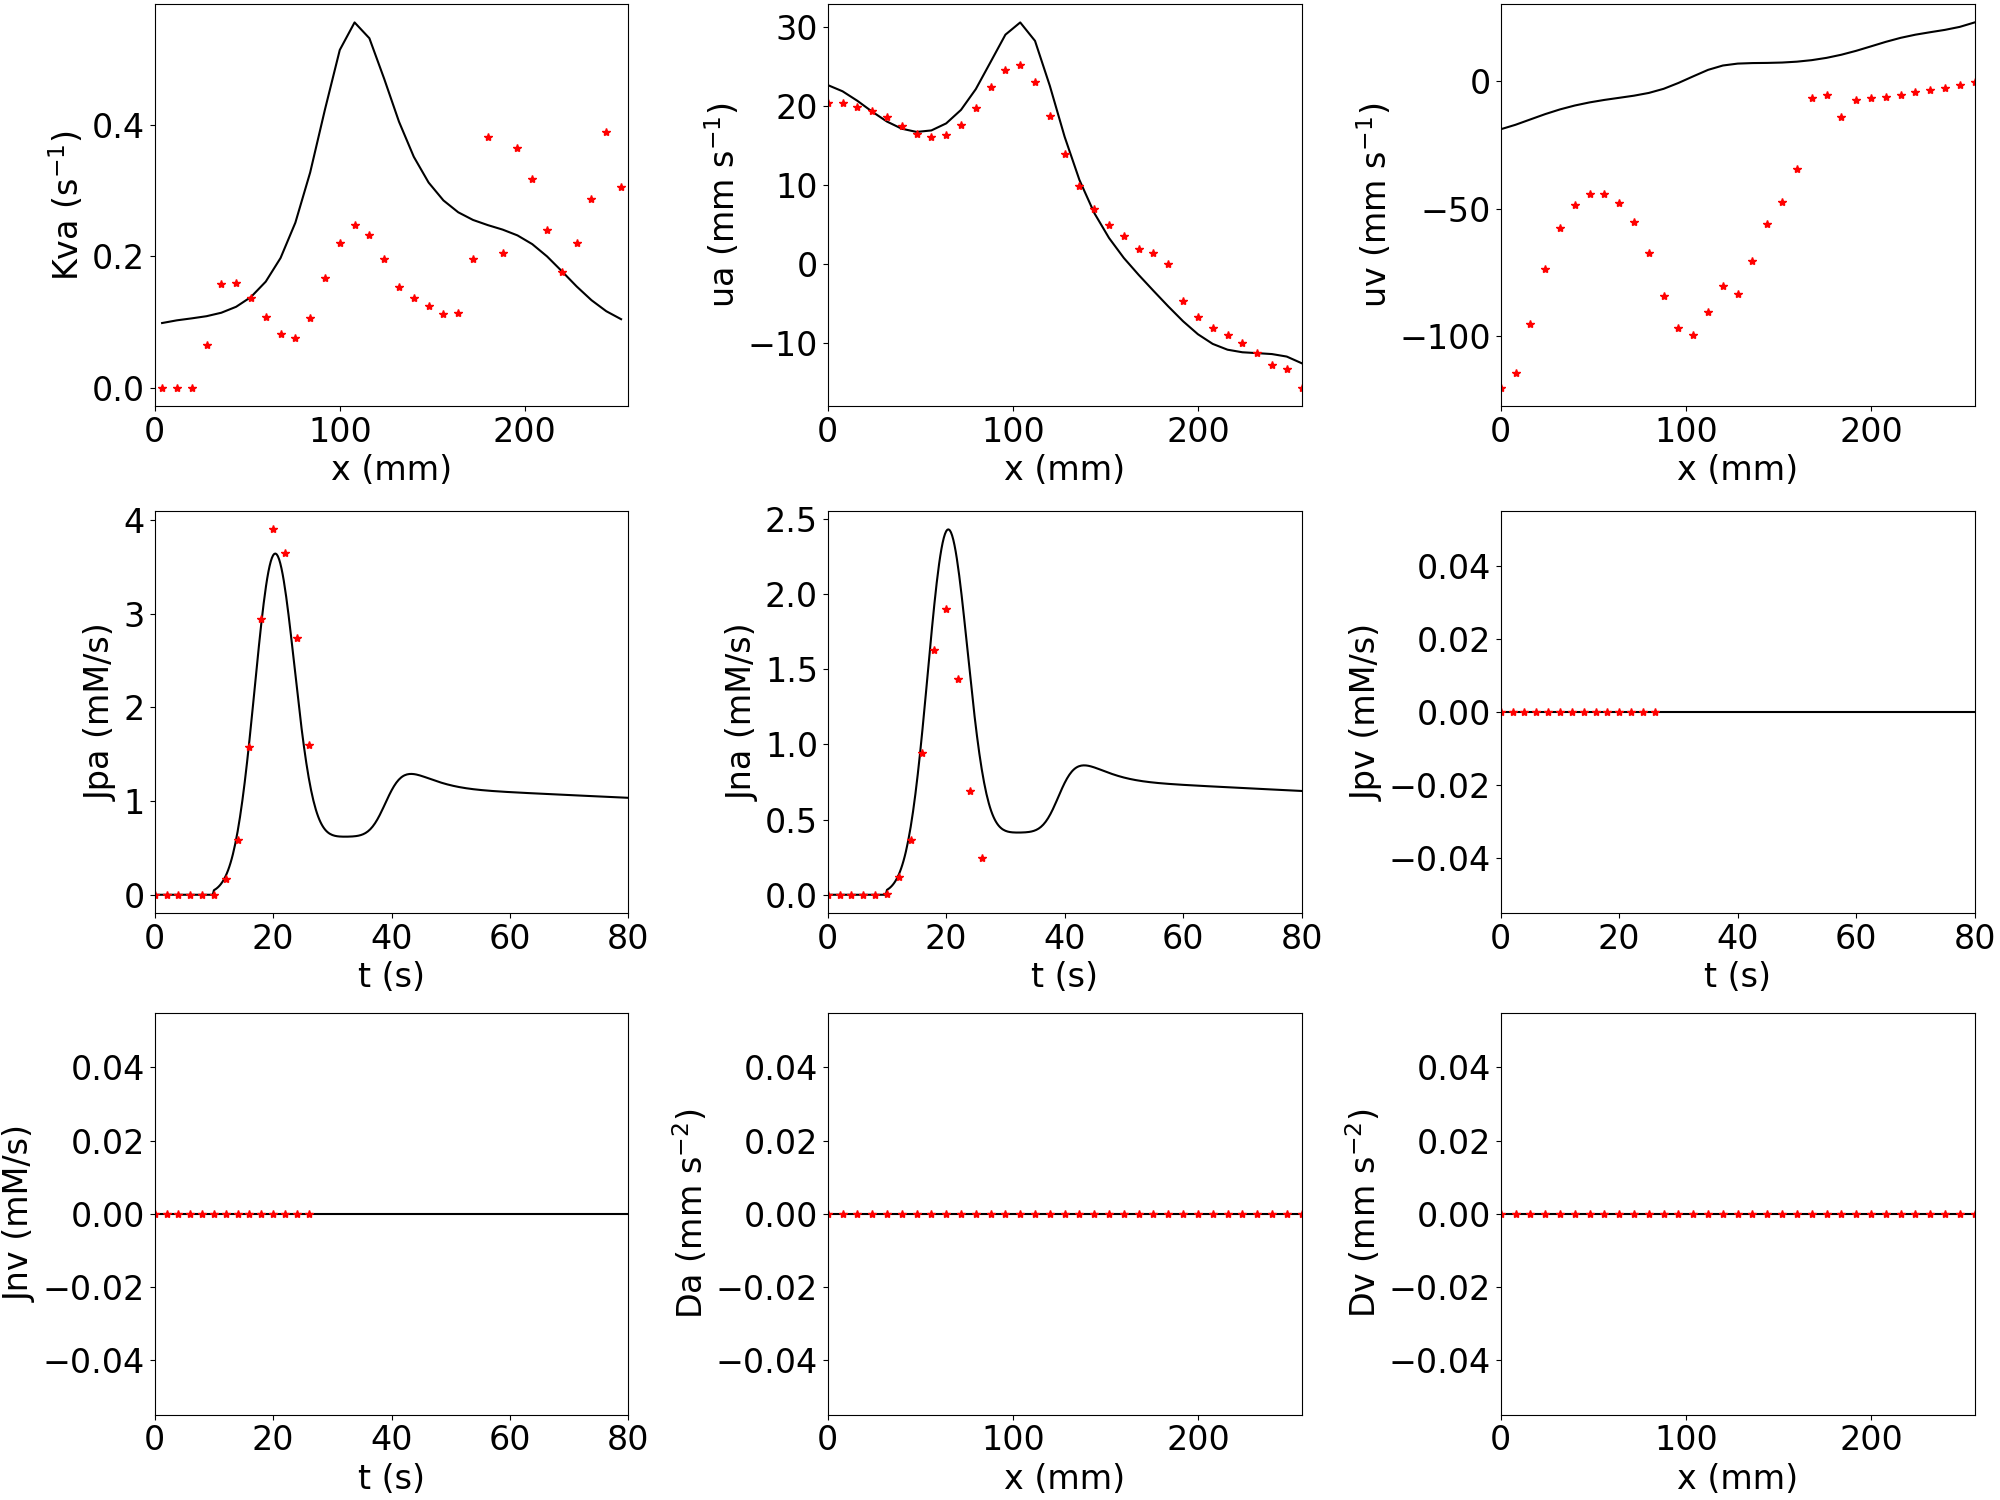 Kva (s⁻¹)
0.4
0.2
0.0
0 100 200
x (mm)
ua (mm s⁻¹)
30
20
10
0
−10
0 100 200
x (mm)
uv (mm s⁻¹)
0
−50
−100
0 100 200
x (mm)
Jpa (mM/s)
4
3
2
1
0
0 20 40 60 80
t (s)
Jna (mM/s)
2.5
2.0
1.5
1.0
0.5
0.0
0 20 40 60 80
t (s)
Jpv (mM/s)
0.04
0.02
0.00
−0.02
−0.04
0 20 40 60 80
t (s)
Jnv (mM/s)
0.04
0.02
0.00
−0.02
−0.04
0 20 40 60 80
t (s)
Da (mm s⁻²)
0.04
0.02
0.00
−0.02
−0.04
0 100 200
x (mm)
Dv (mm s⁻²)
0.04
0.02
0.00
−0.02
−0.04
0 100 200
x (mm)